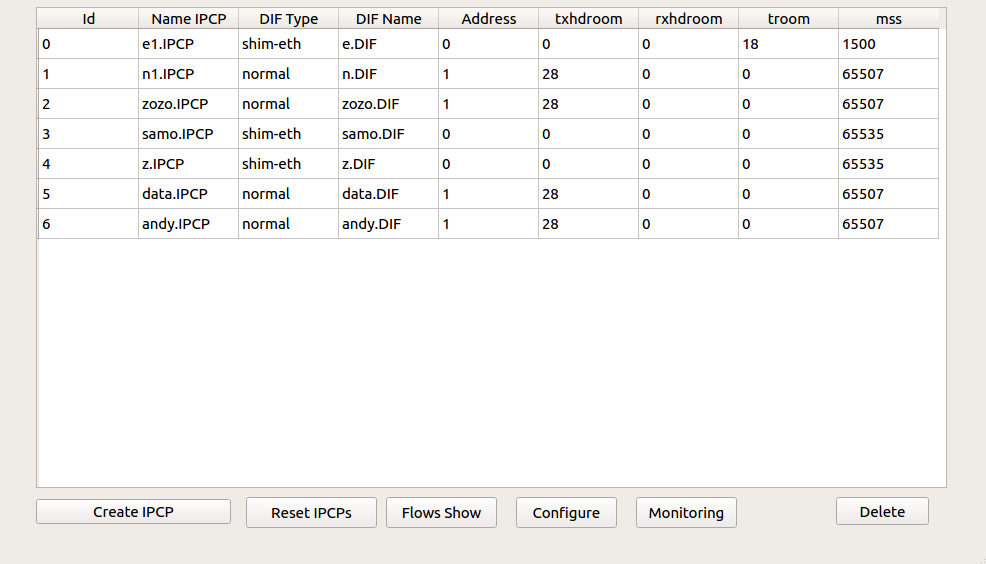 Id Name IPCP DIF Type DIF Name Address txhdroom rxhdroom troom mss
0 e1.IPCP shim-eth e.DIF 0 0 0 18 1500
1 n1.IPCP normal n.DIF 1 28 0 0 65507
2 zozo.IPCP normal zozo.DIF 1 28 0 0 65507
3 samo.IPCP shim-eth samo.DIF 0 0 0 0 65535
4 z.IPCP shim-eth z.DIF 0 0 0 0 65535
5 data.IPCP normal data.DIF 1 28 0 0 65507
6 andy.IPCP normal andy.DIF 1 28 0 0 65507
Create IPCP Reset IPCPs Flows Show Configure Monitoring Delete